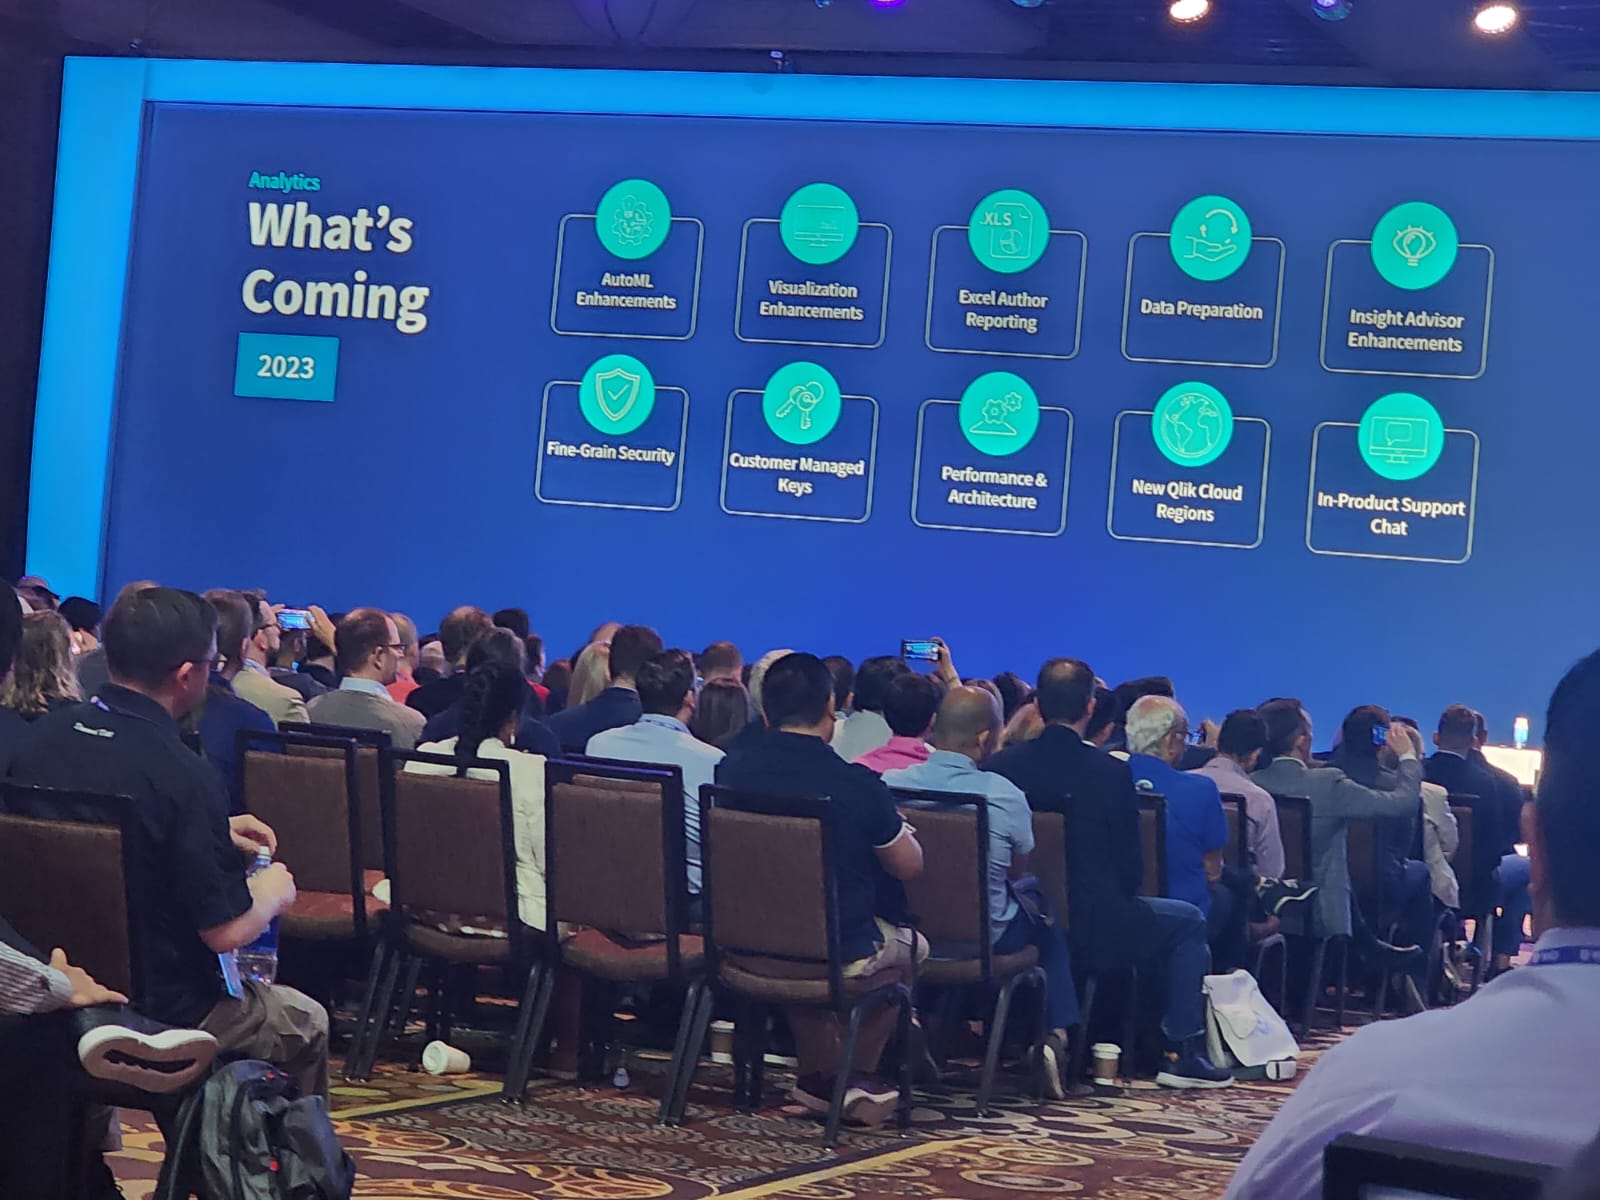 Analytics
What's
Coming
2023
AutoML
Enhancements
Visualization
Enhancements
.XLS
Excel Author
Reporting
Data Preparation
Insight Advisor
Enhancements
Fine-Grain Security
Customer Managed
Keys
Performance &
Architecture
New Qlik Cloud
Regions
In-Product Support
Chat